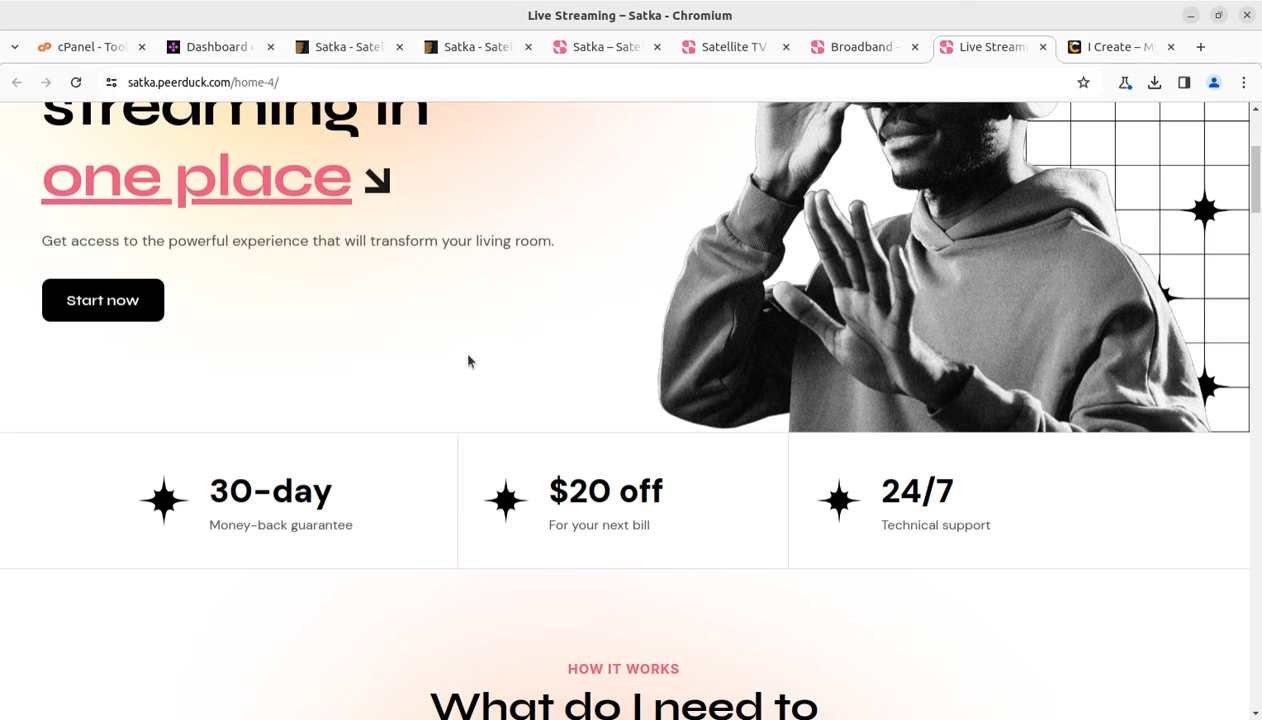 Live Streaming – Satka - Chromium
cPanel - Tool
Dashboard
Satka - Satel
Satka - Satel
Satka – Sate
Satellite TV
Broadband –
Live Stream
I Create – M
satka.peerduck.com/home-4/
streaming in
one place
Get access to the powerful experience that will transform your living room.
Start now
30-day
Money-back guarantee
$20 off
For your next bill
24/7
Technical support
HOW IT WORKS
What do I need to